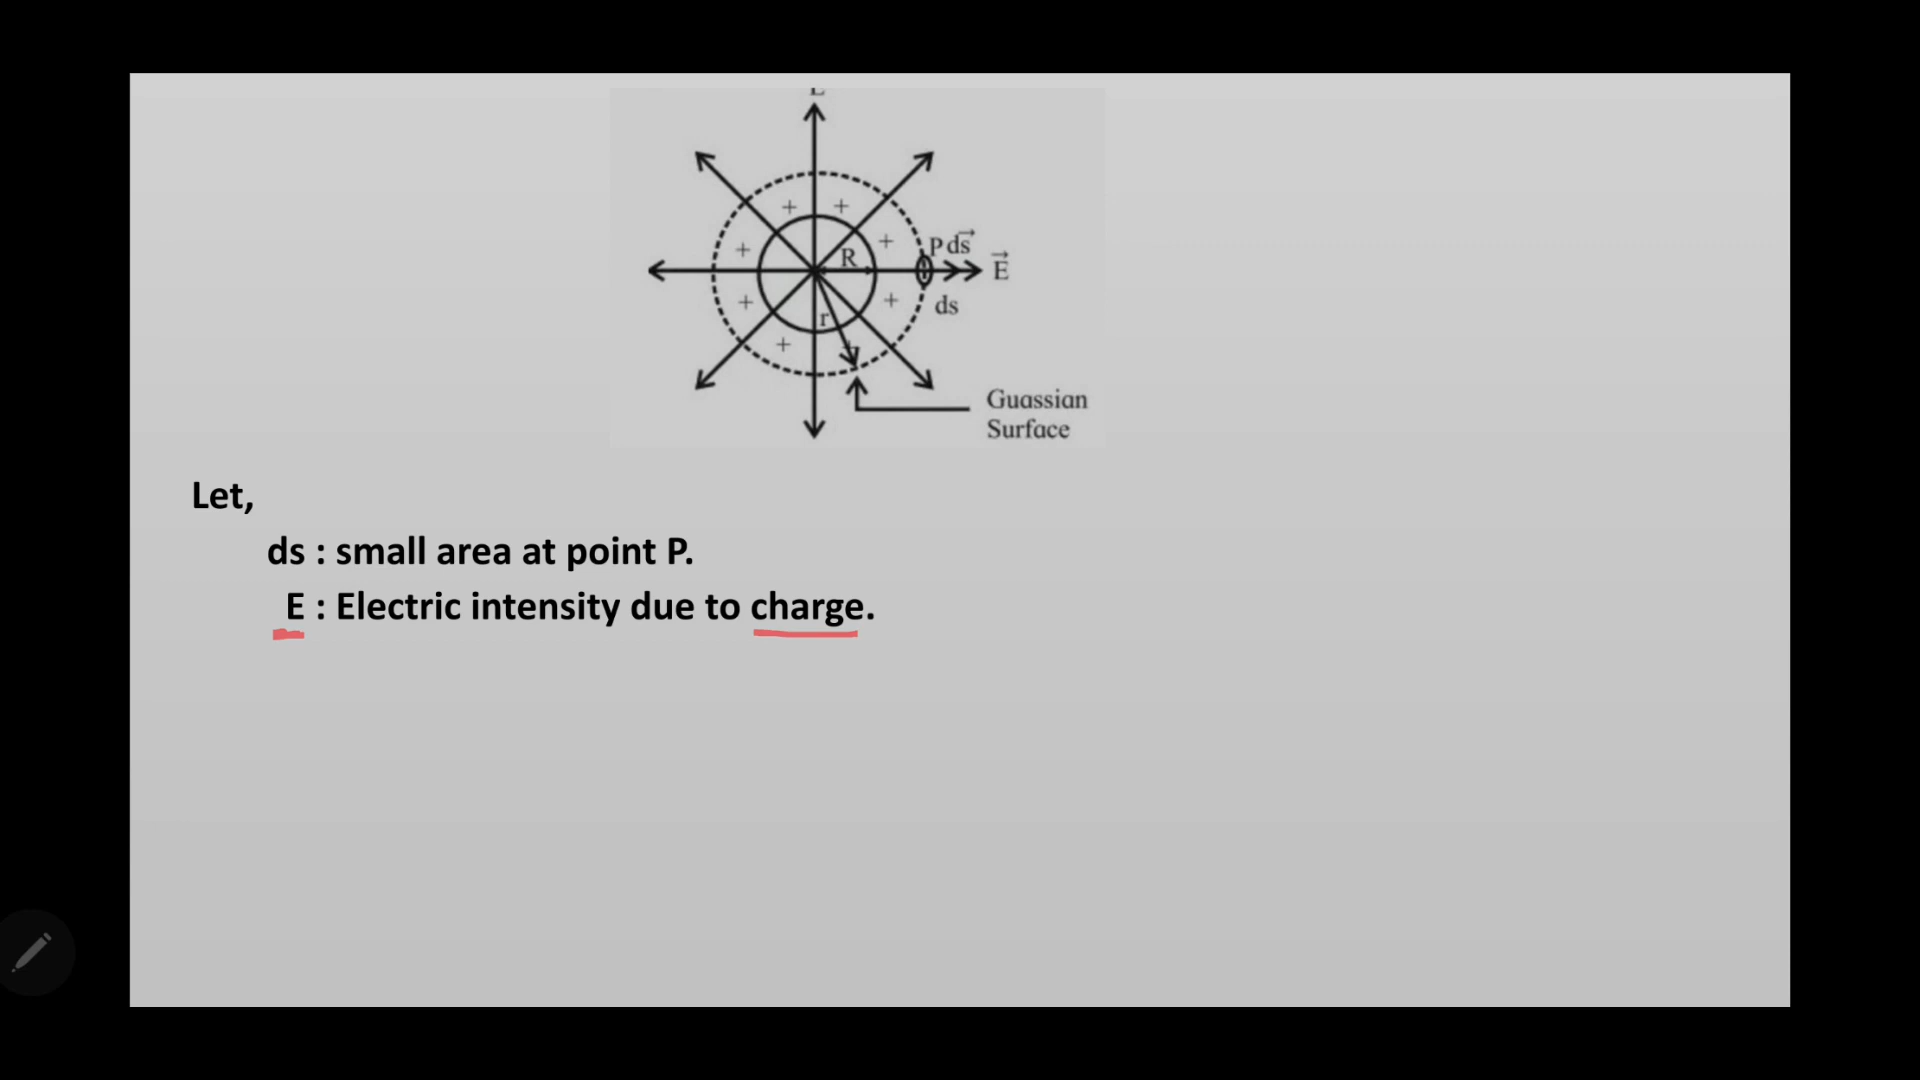 + +
+ +
R
P ds
E
+ +
ds
r
+
Guassian
Surface
Let,
ds : small area at point P.
E : Electric intensity due to charge.